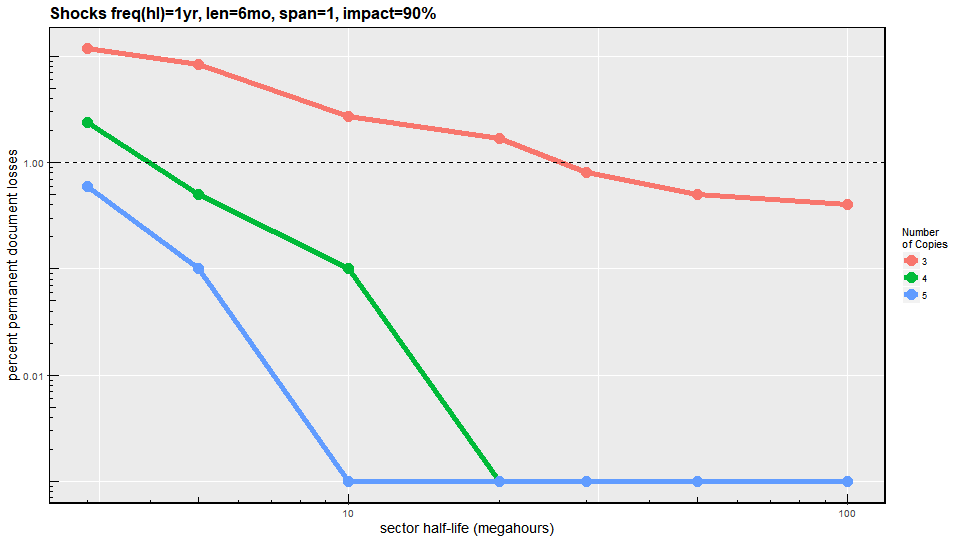 Shocks freq(hl)=1yr, len=6mo, span=1, impact=90%
percent permanent document losses
1.00
0.01
10
100
sector half-life (megahours)
Number
of Copies
3
4
5